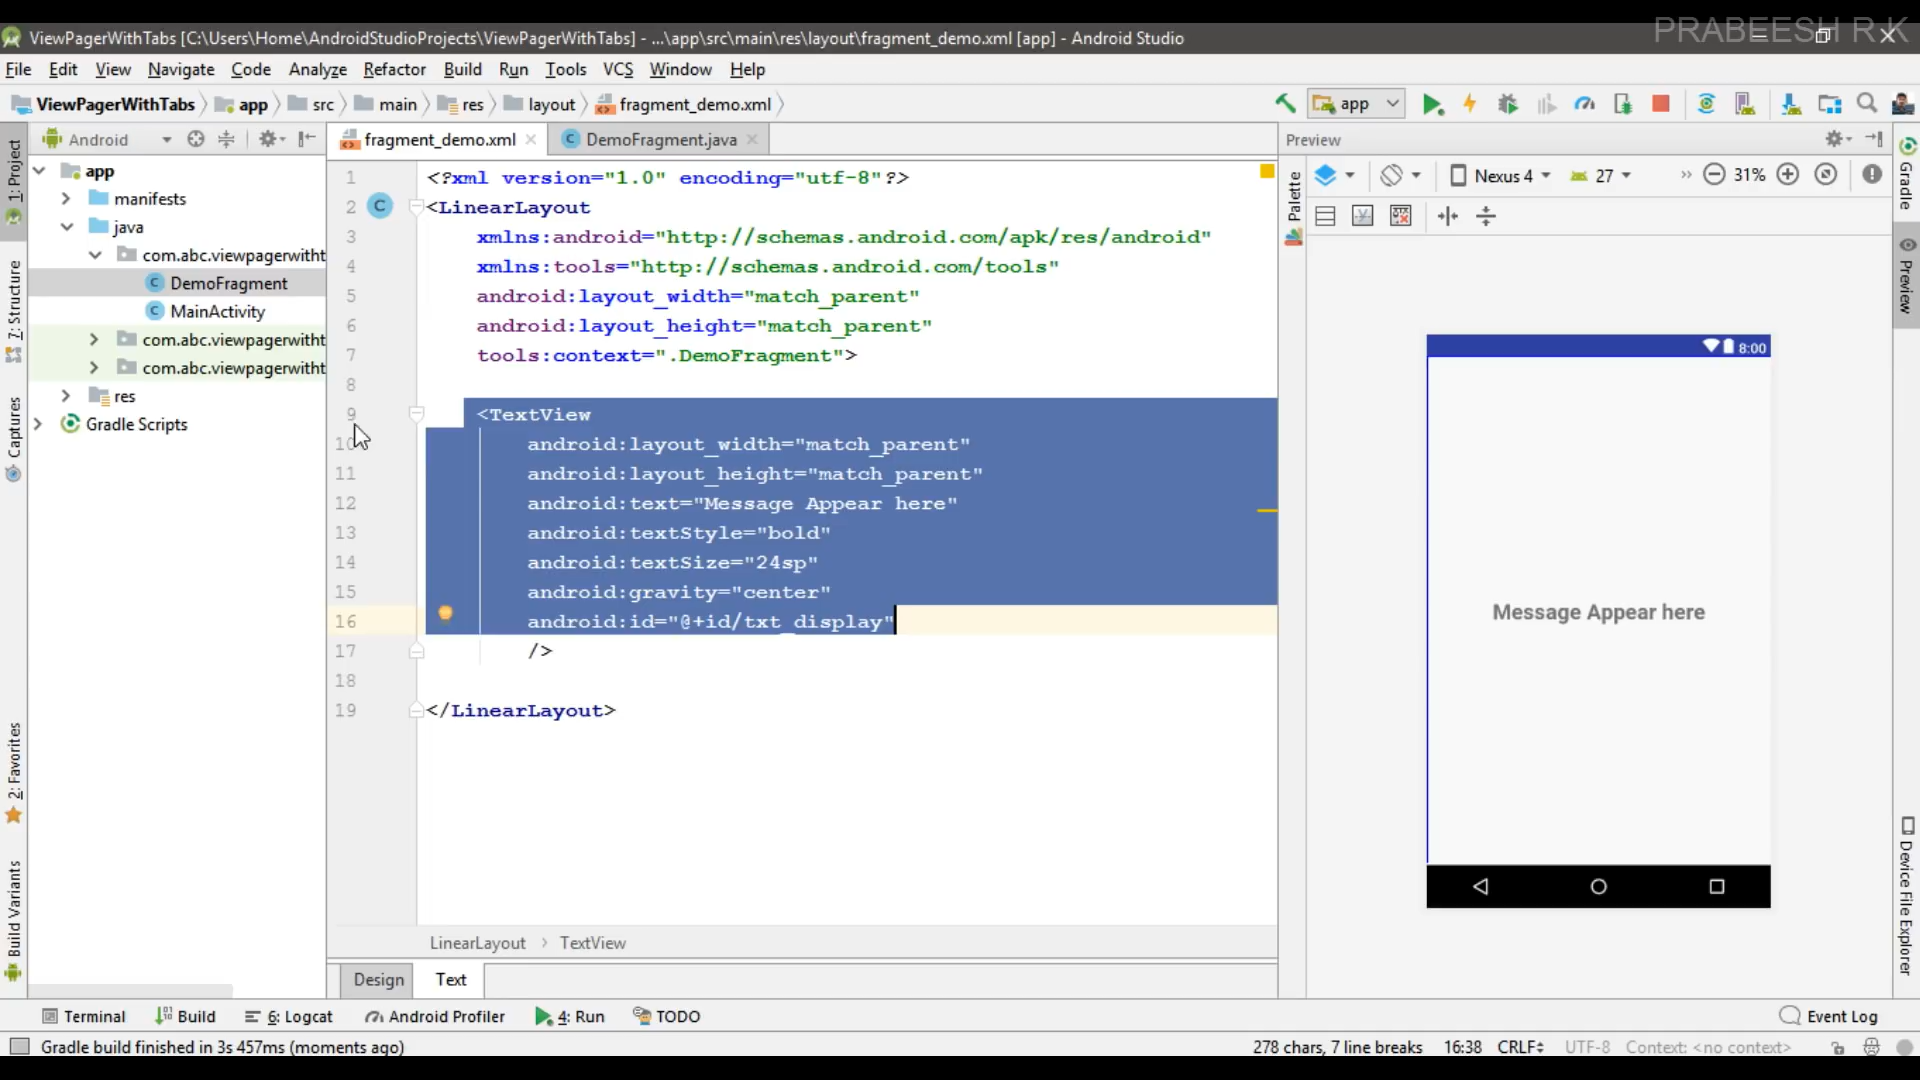 PRABEESH R K
ViewPagerWithTabs [C:\Users\Home\AndroidStudioProjects\ViewPagerWithTabs] - ...\app\src\main\res\layout\fragment_demo.xml [app] - Android Studio
File Edit View Navigate Code Analyze Refactor Build Run Tools VCS Window Help
ViewPagerWithTabs app src main res layout fragment_demo.xml app
Android
fragment_demo.xml DemoFragment.java
Preview
1: Project
7: Structure
Captures
2: Favorites
Build Variants
app
manifests
java
com.abc.viewpagerwitht
DemoFragment
MainActivity
com.abc.viewpagerwitht
com.abc.viewpagerwitht
res
Gradle Scripts
1 <?xml version="1.0" encoding="utf-8"?>
2 <LinearLayout
3 xmlns:android="http://schemas.android.com/apk/res/android"
4 xmlns:tools="http://schemas.android.com/tools"
5 android:layout_width="match_parent"
6 android:layout_height="match_parent"
7 tools:context=".DemoFragment">
8
9 <TextView
10 android:layout_width="match_parent"
11 android:layout_height="match_parent"
12 android:text="Message Appear here"
13 android:textStyle="bold"
14 android:textSize="24sp"
15 android:gravity="center"
16 android:id="@+id/txt_display"
17 />
18
19 </LinearLayout>
LinearLayout TextView
Design Text
Palette
Nexus 4 27 31%
8:00
Message Appear here
Gradle
Preview
Device File Explorer
Terminal Build 6: Logcat Android Profiler 4: Run TODO Event Log
Gradle build finished in 3s 457ms (moments ago) 278 chars, 7 line breaks 16:38 CRLF UTF-8 Context: <no context>